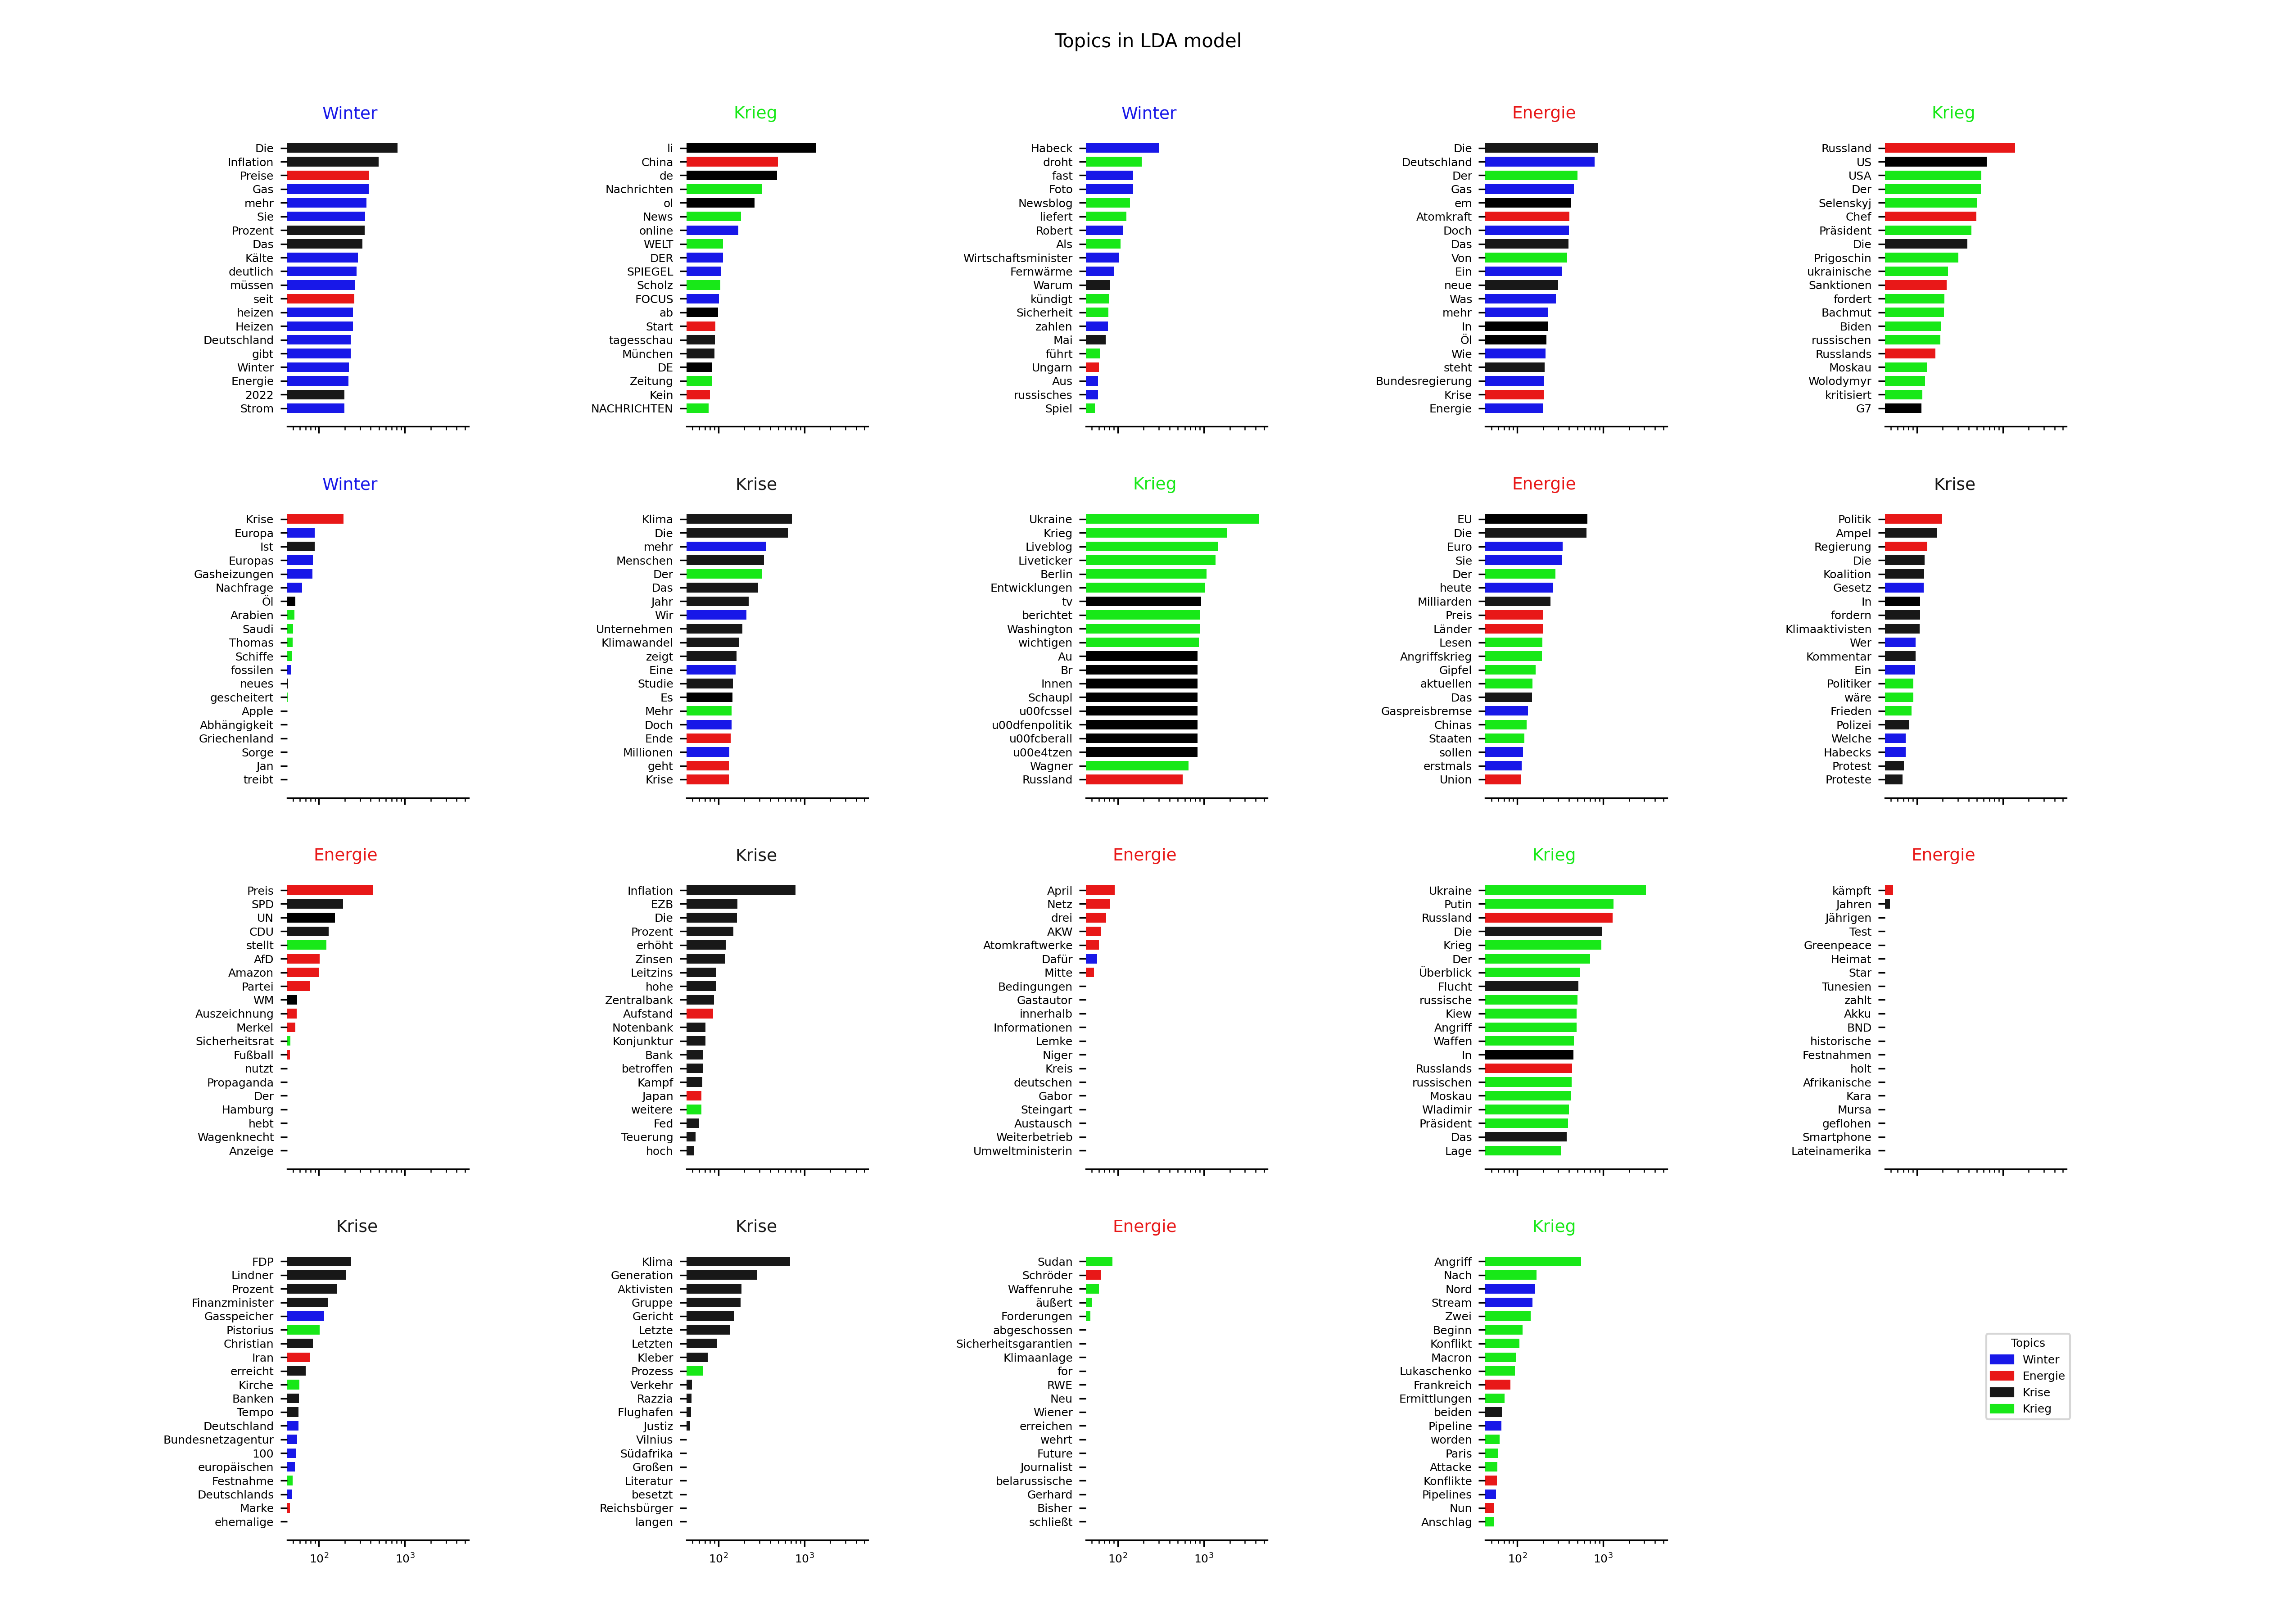 Topics in LDA model
Winter
Die
Inflation
Preise
Gas
mehr
Sie
Prozent
Das
Kälte
deutlich
müssen
seit
heizen
Heizen
Deutschland
gibt
Winter
Energie
2022
Strom
Krieg
li
China
de
Nachrichten
ol
News
online
WELT
DER
SPIEGEL
Scholz
FOCUS
ab
Start
tagesschau
München
DE
Zeitung
Kein
NACHRICHTEN
Winter
Habeck
droht
fast
Foto
Newsblog
liefert
Robert
Als
Wirtschaftsminister
Fernwärme
Warum
kündigt
Sicherheit
zahlen
Mai
führt
Ungarn
Aus
russisches
Spiel
Energie
Die
Deutschland
Der
Gas
em
Atomkraft
Doch
Das
Von
Ein
neue
Was
mehr
In
Öl
Wie
steht
Bundesregierung
Krise
Energie
Krieg
Russland
US
USA
Der
Selenskyj
Chef
Präsident
Die
Prigoschin
ukrainische
Sanktionen
fordert
Bachmut
Biden
russischen
Russlands
Moskau
Wolodymyr
kritisiert
G7
Winter
Krise
Europa
Ist
Europas
Gasheizungen
Nachfrage
Öl
Arabien
Saudi
Thomas
Schiffe
fossilen
neues
gescheitert
Apple
Abhängigkeit
Griechenland
Sorge
Jan
treibt
Krise
Klima
Die
mehr
Menschen
Der
Das
Jahr
Wir
Unternehmen
Klimawandel
zeigt
Eine
Studie
Es
Mehr
Doch
Ende
Millionen
geht
Krise
Krieg
Ukraine
Krieg
Liveblog
Liveticker
Berlin
Entwicklungen
tv
berichtet
Washington
wichtigen
Au
Br
Innen
Schaupl
u00fcssel
u00dfenpolitik
u00fcberall
u00e4tzen
Wagner
Russland
Energie
EU
Die
Euro
Sie
Der
heute
Milliarden
Preis
Länder
Lesen
Angriffskrieg
Gipfel
aktuellen
Das
Gaspreisbremse
Chinas
Staaten
sollen
erstmals
Union
Krise
Politik
Ampel
Regierung
Die
Koalition
Gesetz
In
fordern
Klimaaktivisten
Wer
Kommentar
Ein
Politiker
wäre
Frieden
Polizei
Welche
Habecks
Protest
Proteste
Energie
Preis
SPD
UN
CDU
stellt
AfD
Amazon
Partei
WM
Auszeichnung
Merkel
Sicherheitsrat
Fußball
nutzt
Propaganda
Der
Hamburg
hebt
Wagenknecht
Anzeige
Krise
Inflation
EZB
Die
Prozent
erhöht
Zinsen
Leitzins
hohe
Zentralbank
Aufstand
Notenbank
Konjunktur
Bank
betroffen
Kampf
Japan
weitere
Fed
Teuerung
hoch
Energie
April
Netz
drei
AKW
Atomkraftwerke
Dafür
Mitte
Bedingungen
Gastautor
innerhalb
Informationen
Lemke
Niger
Kreis
deutschen
Gabor
Steingart
Austausch
Weiterbetrieb
Umweltministerin
Krieg
Ukraine
Putin
Russland
Die
Krieg
Der
Überblick
Flucht
russische
Kiew
Angriff
Waffen
In
Russlands
russischen
Moskau
Wladimir
Präsident
Das
Lage
Energie
kämpft
Jahren
Jährigen
Test
Greenpeace
Heimat
Star
Tunesien
zahlt
Akku
BND
historische
Festnahmen
holt
Afrikanische
Kara
Mursa
geflohen
Smartphone
Lateinamerika
Krise
FDP
Lindner
Prozent
Finanzminister
Gasspeicher
Pistorius
Christian
Iran
erreicht
Kirche
Banken
Tempo
Deutschland
Bundesnetzagentur
100
europäischen
Festnahme
Deutschlands
Marke
ehemalige
10² 10³
Krise
Klima
Generation
Aktivisten
Gruppe
Gericht
Letzte
Letzten
Kleber
Prozess
Verkehr
Razzia
Flughafen
Justiz
Vilnius
Südafrika
Großen
Literatur
besetzt
Reichsbürger
langen
10² 10³
Energie
Sudan
Schröder
Waffenruhe
äußert
Forderungen
abgeschossen
Sicherheitsgarantien
Klimaanlage
for
RWE
Neu
Wiener
erreichen
wehrt
Future
Journalist
belarussische
Gerhard
Bisher
schließt
10² 10³
Krieg
Angriff
Nach
Nord
Stream
Zwei
Beginn
Konflikt
Macron
Lukaschenko
Frankreich
Ermittlungen
beiden
Pipeline
worden
Paris
Attacke
Konflikte
Pipelines
Nun
Anschlag
10² 10³
Topics
Winter
Energie
Krise
Krieg